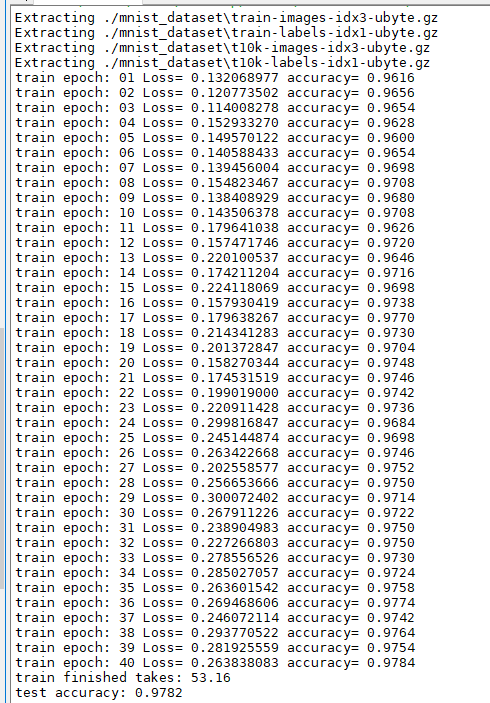 Extracting ./mnist_dataset\train-images-idx3-ubyte.gz
Extracting ./mnist_dataset\train-labels-idx1-ubyte.gz
Extracting ./mnist_dataset\t10k-images-idx3-ubyte.gz
Extracting ./mnist_dataset\t10k-labels-idx1-ubyte.gz
train epoch: 01 Loss= 0.132068977 accuracy= 0.9616
train epoch: 02 Loss= 0.120773502 accuracy= 0.9656
train epoch: 03 Loss= 0.114008278 accuracy= 0.9654
train epoch: 04 Loss= 0.152933270 accuracy= 0.9628
train epoch: 05 Loss= 0.149570122 accuracy= 0.9600
train epoch: 06 Loss= 0.140588433 accuracy= 0.9654
train epoch: 07 Loss= 0.139456004 accuracy= 0.9698
train epoch: 08 Loss= 0.154823467 accuracy= 0.9708
train epoch: 09 Loss= 0.138408929 accuracy= 0.9680
train epoch: 10 Loss= 0.143506378 accuracy= 0.9708
train epoch: 11 Loss= 0.179641038 accuracy= 0.9626
train epoch: 12 Loss= 0.157471746 accuracy= 0.9720
train epoch: 13 Loss= 0.220100537 accuracy= 0.9646
train epoch: 14 Loss= 0.174211204 accuracy= 0.9716
train epoch: 15 Loss= 0.224118069 accuracy= 0.9698
train epoch: 16 Loss= 0.157930419 accuracy= 0.9738
train epoch: 17 Loss= 0.179638267 accuracy= 0.9770
train epoch: 18 Loss= 0.214341283 accuracy= 0.9730
train epoch: 19 Loss= 0.201372847 accuracy= 0.9704
train epoch: 20 Loss= 0.158270344 accuracy= 0.9748
train epoch: 21 Loss= 0.174531519 accuracy= 0.9746
train epoch: 22 Loss= 0.199019000 accuracy= 0.9742
train epoch: 23 Loss= 0.220911428 accuracy= 0.9736
train epoch: 24 Loss= 0.299816847 accuracy= 0.9684
train epoch: 25 Loss= 0.245144874 accuracy= 0.9698
train epoch: 26 Loss= 0.263422668 accuracy= 0.9746
train epoch: 27 Loss= 0.202558577 accuracy= 0.9752
train epoch: 28 Loss= 0.256653666 accuracy= 0.9750
train epoch: 29 Loss= 0.300072402 accuracy= 0.9714
train epoch: 30 Loss= 0.267911226 accuracy= 0.9722
train epoch: 31 Loss= 0.238904983 accuracy= 0.9750
train epoch: 32 Loss= 0.227266803 accuracy= 0.9750
train epoch: 33 Loss= 0.278556526 accuracy= 0.9730
train epoch: 34 Loss= 0.285027057 accuracy= 0.9724
train epoch: 35 Loss= 0.263601542 accuracy= 0.9758
train epoch: 36 Loss= 0.269468606 accuracy= 0.9774
train epoch: 37 Loss= 0.246072114 accuracy= 0.9742
train epoch: 38 Loss= 0.293770522 accuracy= 0.9764
train epoch: 39 Loss= 0.281925559 accuracy= 0.9754
train epoch: 40 Loss= 0.263838083 accuracy= 0.9784
train finished takes: 53.16
test accuracy: 0.9782